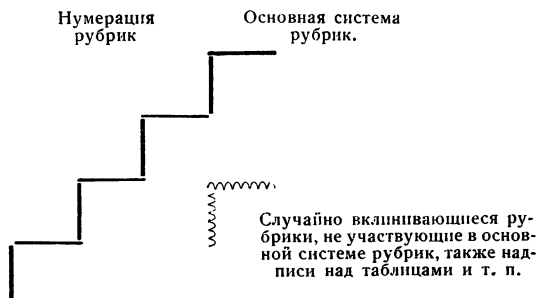 Нумерация
рубрик
Основная система
рубрик.
Случайно вклинивающиеся ру-
брики, не участвующие в основ-
ной системе рубрик, также над-
писи над таблицами и т. п.